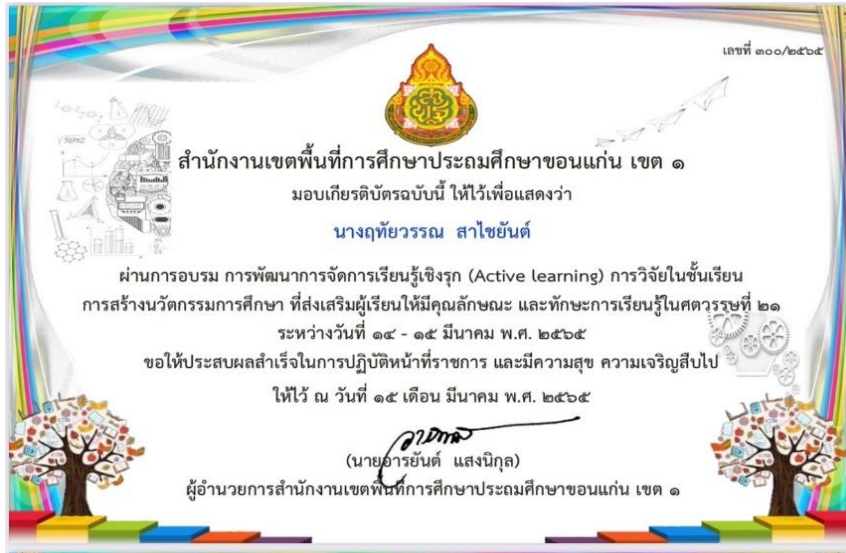 เลขที่ ๓๐๐/๒๕๖๕
สำนักงานเขตพื้นที่การศึกษาประถมศึกษาขอนแก่น เขต ๑
มอบเกียรติบัตรฉบับนี้ ให้ไว้เพื่อแสดงว่า
นางฤทัยวรรณ สาไชยันต์
ผ่านการอบรม การพัฒนาการจัดการเรียนรู้เชิงรุก (Active learning) การวิจัยในชั้นเรียน
การสร้างนวัตกรรมการศึกษา ที่ส่งเสริมผู้เรียนให้มีคุณลักษณะ และทักษะการเรียนรู้ในศตวรรษที่ ๒๑
ระหว่างวันที่ ๑๔ - ๑๕ มีนาคม พ.ศ. ๒๕๖๕
ขอให้ประสบผลสำเร็จในการปฏิบัติหน้าที่ราชการ และมีความสุข ความเจริญสืบไป
ให้ไว้ ณ วันที่ ๑๕ เดือน มีนาคม พ.ศ. ๒๕๖๕
(นายอารยันต์ แสงนิกุล)
ผู้อำนวยการสำนักงานเขตพื้นที่การศึกษาประถมศึกษาขอนแก่น เขต ๑